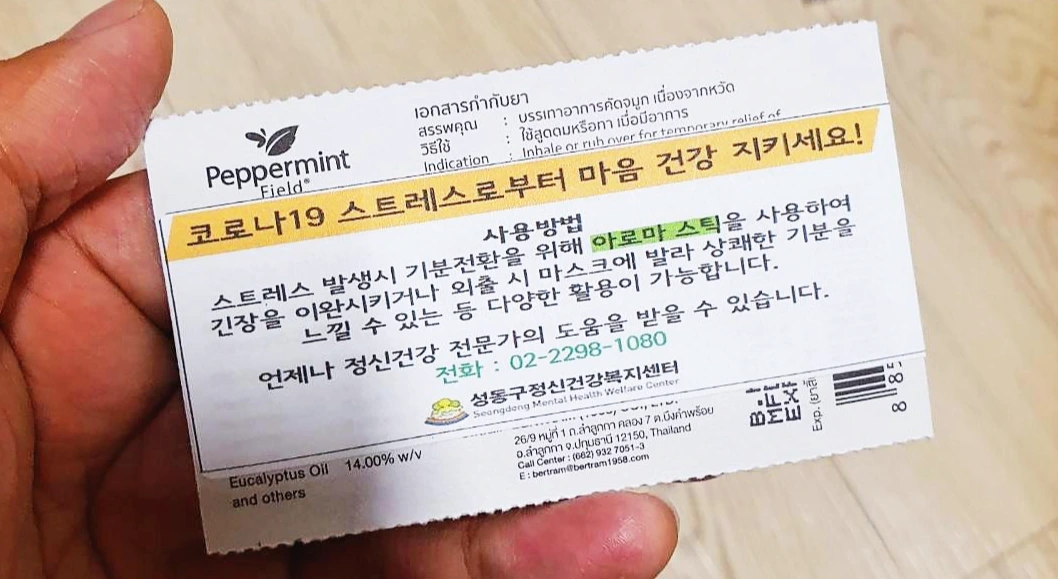 Peppermint
Field®
เอกสารกำกับยา
สรรพคุณ : บรรเทาอาการคัดจมูก เนื่องจากหวัด
วิธีใช้ : ใช้สูดดมหรือทา เมื่อมีอาการ
Indication : Inhale or rub over for temporary relief of
코로나19 스트레스로부터 마음 건강 지키세요!
사용방법
스트레스 발생시 기분전환을 위해 아로마 스틱을 사용하여
긴장을 이완시키거나 외출 시 마스크에 발라 상쾌한 기분을
느낄 수 있는 등 다양한 활용이 가능합니다.
언제나 정신건강 전문가의 도움을 받을 수 있습니다.
전화 : 02-2298-1080
성동구정신건강복지센터
Seongdong Mental Health Welfare Center
Eucalyptus Oil 14.00% w/v
and others
26/9 หมู่ที่ 1 ถ.ลำลูกกา คลอง 7 ต.บึงคำพร้อย
อ.ลำลูกกา จ.ปทุมธานี 12150, Thailand
Call Center : (662) 932 7051-3
E : bertram@bertram1958.com